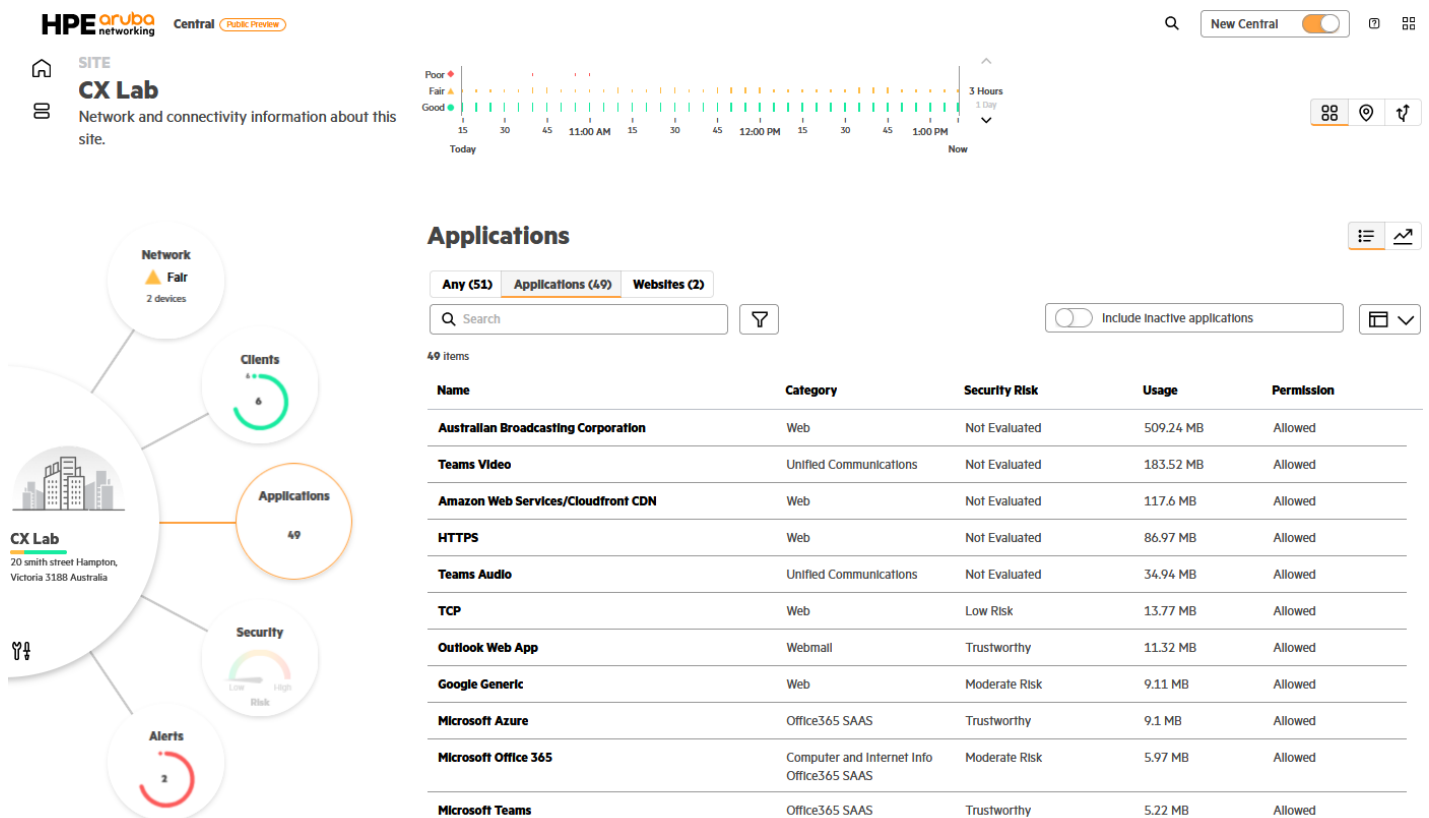 HPE aruba networking Central Public Preview New Central
SITE
CX Lab
Network and connectivity information about this
site.
Poor
Fair
Good
3 Hours
1 Day
15 30 45 11:00 AM 15 30 45 12:00 PM 15 30 45 1:00 PM
Today Now
Network
Fair
2 devices
Clients
6
6
Applications
49
CX Lab
20 smith street Hampton,
Victoria 3188 Australia
Security
Low High
Risk
Alerts
2
Applications
Any (51) Applications (49) Websites (2)
Search
Include inactive applications
49 items
Name Category Security Risk Usage Permission
Australian Broadcasting Corporation Web Not Evaluated 509.24 MB Allowed
Teams Video Unified Communications Not Evaluated 183.52 MB Allowed
Amazon Web Services/Cloudfront CDN Web Not Evaluated 117.6 MB Allowed
HTTPS Web Not Evaluated 86.97 MB Allowed
Teams Audio Unified Communications Not Evaluated 34.94 MB Allowed
TCP Web Low Risk 13.77 MB Allowed
Outlook Web App Webmail Trustworthy 11.32 MB Allowed
Google Generic Web Moderate Risk 9.11 MB Allowed
Microsoft Azure Office365 SAAS Trustworthy 9.1 MB Allowed
Microsoft Office 365 Computer and Internet Info Moderate Risk 5.97 MB Allowed
Office365 SAAS
Microsoft Teams Office365 SAAS Trustworthy 5.22 MB Allowed